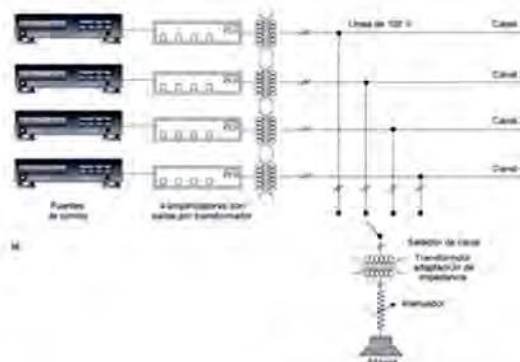 Línea de 100 V
Canal
Canal
Canal
Canal
Fuentes
de sonido
Amplificadores con
salida por transformador
Selector de canal
Transformador
adaptación de
impedancia
Atenuador
Altavoz